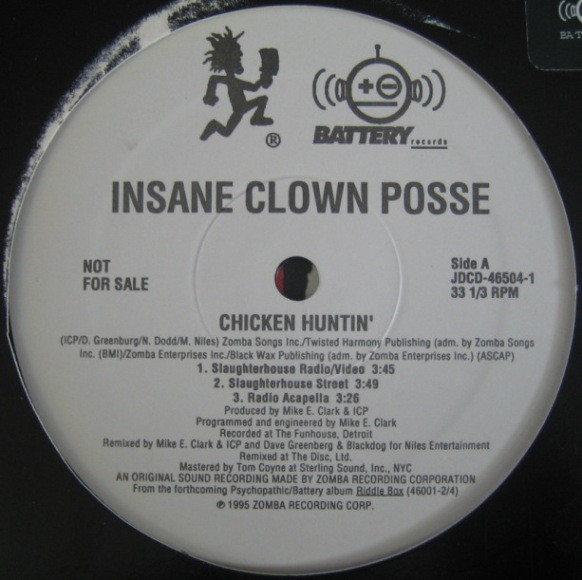 BATTERY records
INSANE CLOWN POSSE
NOT
FOR SALE
Side A
JDCD-46504-1
33 1/3 RPM
CHICKEN HUNTIN'
(ICP/D. Greenburg/N. Dodd/M. Niles) Zomba Songs Inc./Twisted Harmony Publishing (adm. by Zomba Songs
Inc. (BMI)/Zomba Enterprises Inc./Black Wax Publishing (adm. by Zomba Enterprises Inc.) (ASCAP)
1. Slaughterhouse Radio/Video 3:45
2. Slaughterhouse Street 3:49
3. Radio Acapella 3:26
Produced by Mike E. Clark & ICP
Programmed and engineered by Mike E. Clark
Recorded at The Funhouse, Detroit
Remixed by Mike E. Clark & ICP and Dave Greenberg & Blackdog for Niles Entertainment
Remixed at The Disc, Ltd.
Mastered by Tom Coyne at Sterling Sound, Inc., NYC
AN ORIGINAL SOUND RECORDING MADE BY ZOMBA RECORDING CORPORATION
From the forthcoming Psychopathic/Battery album Riddle Box (46001-2/4)
℗ 1995 ZOMBA RECORDING CORP.